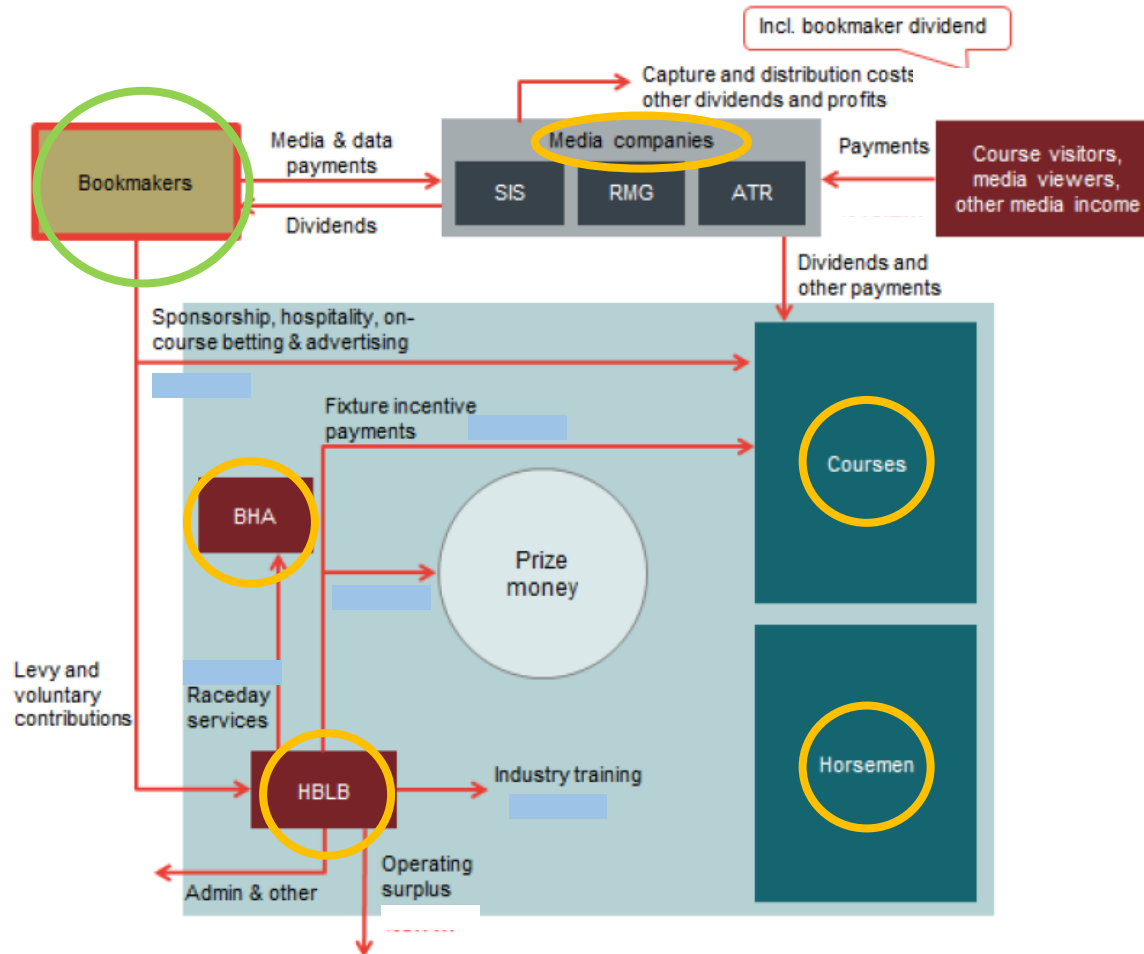 Incl. bookmaker dividend
Capture and distribution costs
other dividends and profits
Media & data
payments
Media companies
Payments
Bookmakers
SIS
RMG
ATR
Course visitors,
media viewers,
other media income
Dividends
Dividends and
other payments
Sponsorship, hospitality, on-
course betting & advertising
Fixture incentive
payments
Courses
BHA
Prize
money
Levy and
voluntary
contributions
Raceday
services
HBLB
Industry training
Horsemen
Admin & other
Operating
surplus